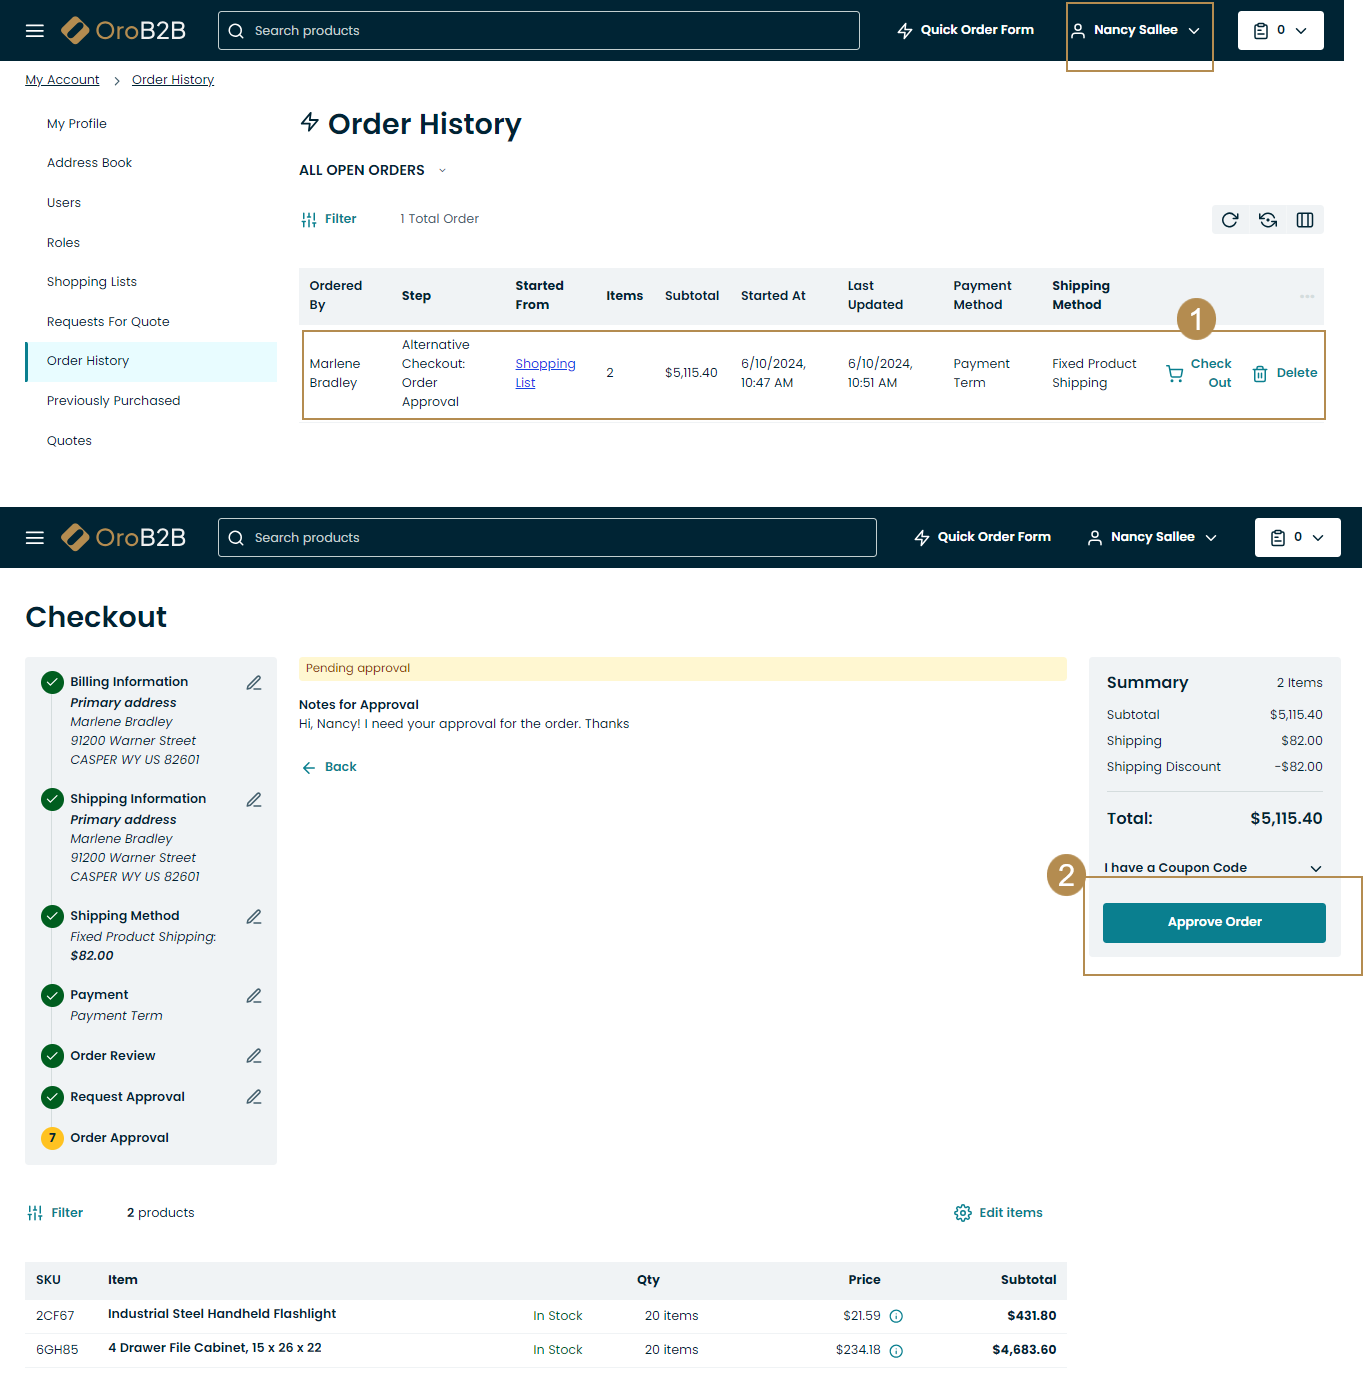 OroB2B
Search products
Quick Order Form
Nancy Sallee
0
My Account > Order History
My Profile
Address Book
Users
Roles
Shopping Lists
Requests For Quote
Order History
Previously Purchased
Quotes
Order History
ALL OPEN ORDERS
Filter
1 Total Order
Ordered By
Step
Started From
Items
Subtotal
Started At
Last Updated
Payment Method
Shipping Method
1
Marlene Bradley
Alternative Checkout: Order Approval
Shopping List
2
$5,115.40
6/10/2024, 10:47 AM
6/10/2024, 10:51 AM
Payment Term
Fixed Product Shipping
Check Out
Delete
OroB2B
Search products
Quick Order Form
Nancy Sallee
0
Checkout
Billing Information
Primary address
Marlene Bradley
91200 Warner Street
CASPER WY US 82601
Shipping Information
Primary address
Marlene Bradley
91200 Warner Street
CASPER WY US 82601
Shipping Method
Fixed Product Shipping:
$82.00
Payment
Payment Term
Order Review
Request Approval
7 Order Approval
Pending approval
Notes for Approval
Hi, Nancy! I need your approval for the order. Thanks
Back
Summary 2 Items
Subtotal $5,115.40
Shipping $82.00
Shipping Discount -$82.00
Total: $5,115.40
I have a Coupon Code
2
Approve Order
Filter
2 products
Edit items
SKU Item Qty Price Subtotal
2CF67 Industrial Steel Handheld Flashlight In Stock 20 items $21.59 $431.80
6GH85 4 Drawer File Cabinet, 15 x 26 x 22 In Stock 20 items $234.18 $4,683.60